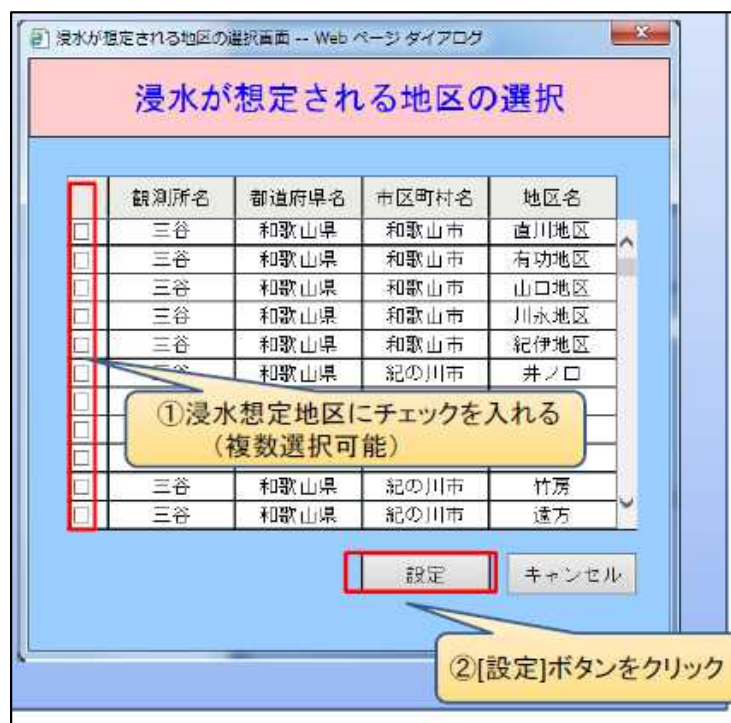 浸水が想定される地区の選択画面 -- Web ページ ダイアログ
浸水が想定される地区の選択
観測所名 都道府県名 市区町村名 地区名
三谷 和歌山県 和歌山市 直川地区
三谷 和歌山県 和歌山市 有功地区
三谷 和歌山県 和歌山市 山口地区
三谷 和歌山県 和歌山市 川永地区
三谷 和歌山県 和歌山市 紀伊地区
三谷 和歌山県 紀の川市 井ノ口
①浸水想定地区にチェックを入れる
(複数選択可能)
三谷 和歌山県 紀の川市 竹房
三谷 和歌山県 紀の川市 遠方
設定 キャンセル
②[設定]ボタンをクリック